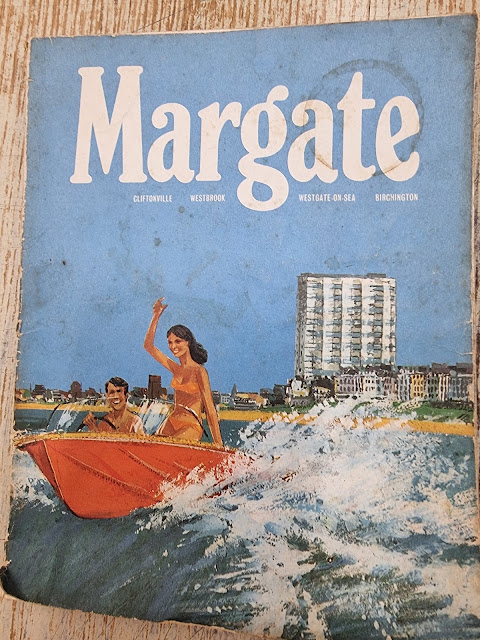 Margate
CLIFTONVILLE WESTBROOK WESTGATE-ON-SEA BIRCHINGTON